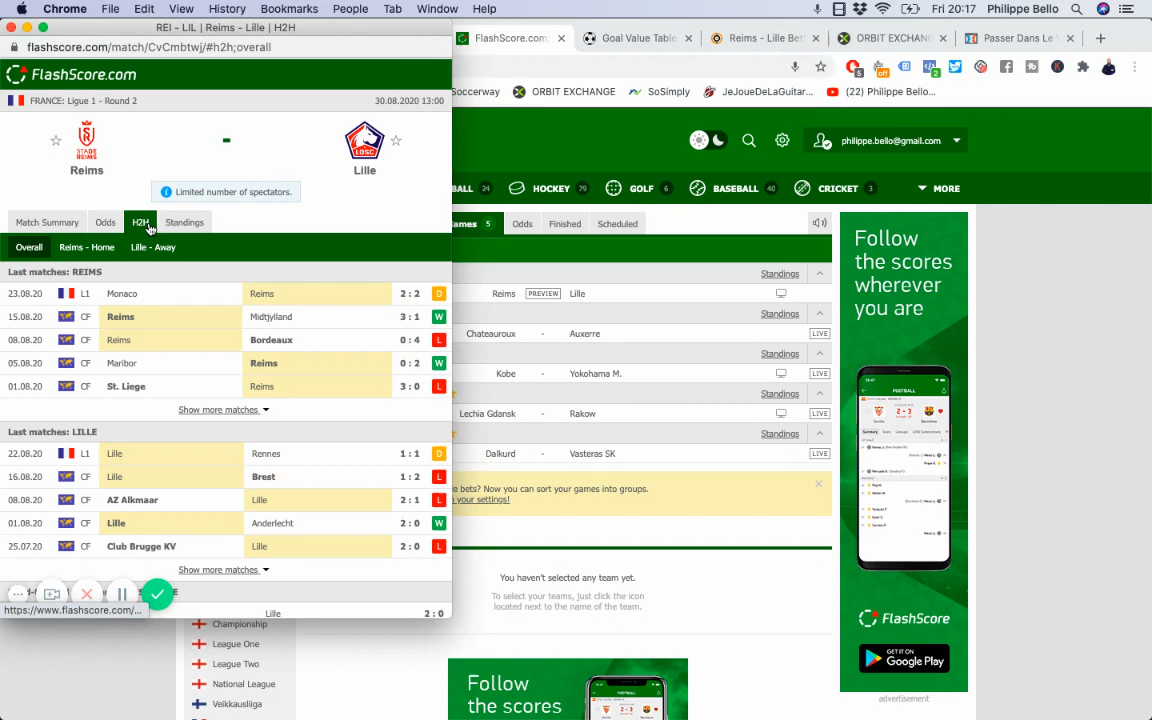 Chrome File Edit View History Bookmarks People Tab Window Help Fri 20:17 Philippe Bello
REI - LIL | Reims - Lille | H2H
flashscore.com/match/CvCmbtwj/#h2h;overall
FlashScore.com
FRANCE: Ligue 1 - Round 2 30.08.2020 13:00
STADE REIMS
LOSC
-
Reims Lille
Limited number of spectators.
Match Summary Odds H2H Standings
Overall Reims - Home Lille - Away
Last matches: REIMS
23.08.20 L1 Monaco Reims 2 : 2 D
15.08.20 CF Reims Midtjylland 3 : 1 W
08.08.20 CF Reims Bordeaux 0 : 4 L
05.08.20 CF Maribor Reims 0 : 2 W
01.08.20 CF St. Liege Reims 3 : 0 L
Show more matches
Last matches: LILLE
22.08.20 L1 Lille Rennes 1 : 1 D
16.08.20 CF Lille Brest 1 : 2 L
08.08.20 CF AZ Alkmaar Lille 2 : 1 L
01.08.20 CF Lille Anderlecht 2 : 0 W
25.07.20 CF Club Brugge KV Lille 2 : 0 L
Show more matches
https://www.flashscore.com/...
Lille 2 : 0
FlashScore.com Goal Value Table Reims - Lille Bet ORBIT EXCHAN Passer Dans Le
5 off 2
Soccerway ORBIT EXCHANGE SoSimply JeJoueDeLaGuitar... (22) Philippe Bello...
philippe.bello@gmail.com
BALL 24 HOCKEY 79 GOLF 6 BASEBALL 40 CRICKET 3 MORE
ames 5 Odds Finished Scheduled
Standings
Reims PREVIEW Lille
Standings
Chateauroux - Auxerre LIVE
Standings
Kobe - Yokohama M. LIVE
Standings
Lechia Gdansk - Rakow LIVE
Standings
Dalkurd - Vasteras SK LIVE
e bets? Now you can sort your games into groups.
your settings!
You haven't selected any team yet.
To select your teams, just click the icon
located next to the name of the team.
Championship
League One
League Two
National League
Veikkausliiga
Follow
the scores
Follow
the scores
wherever
you are
FOOTBALL
2 - 3
FlashScore
GET IT ON
Google Play
advertisement